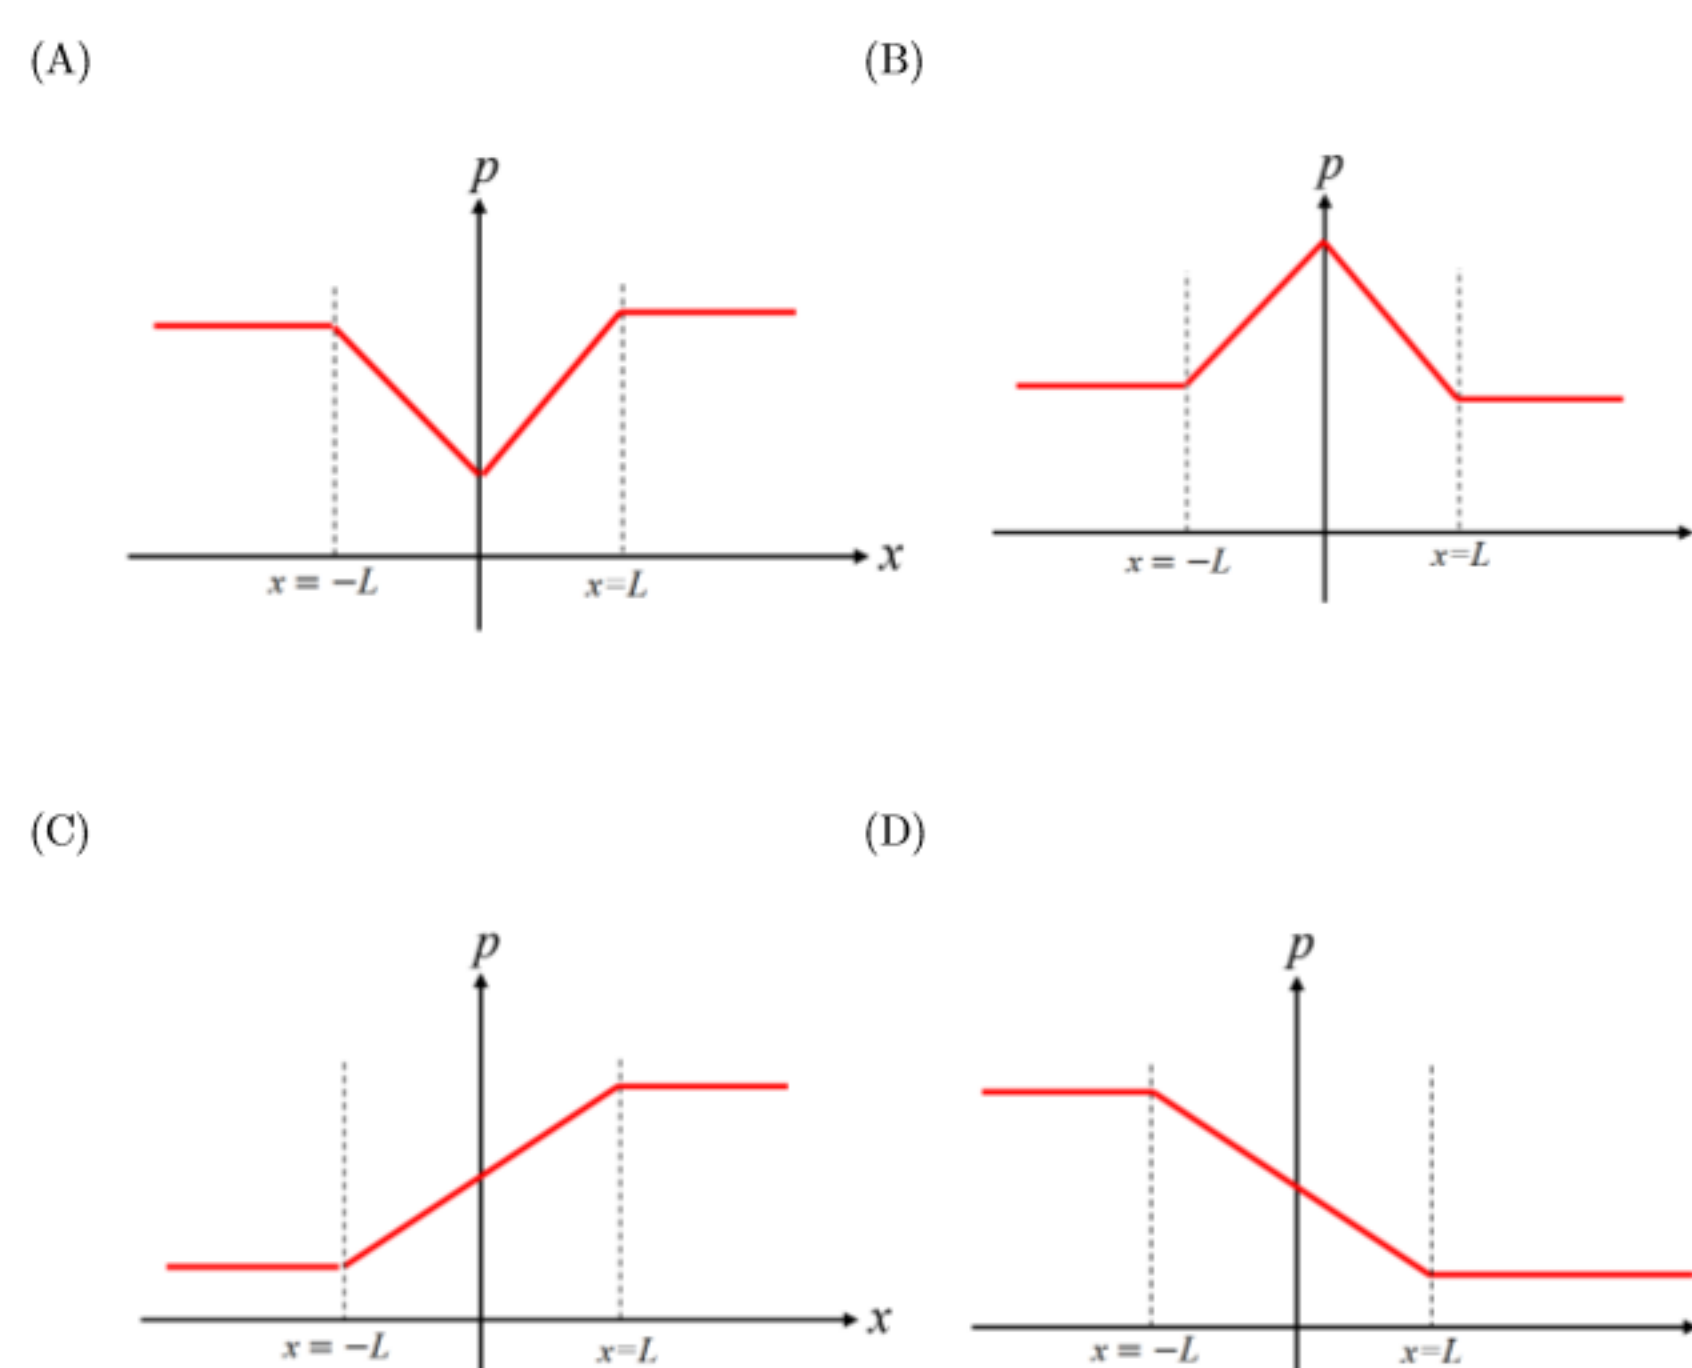 (A) (B)
p p
x
x = −L x=L x = −L x=L
(C) (D)
p p
x
x = −L x=L x = −L x=L